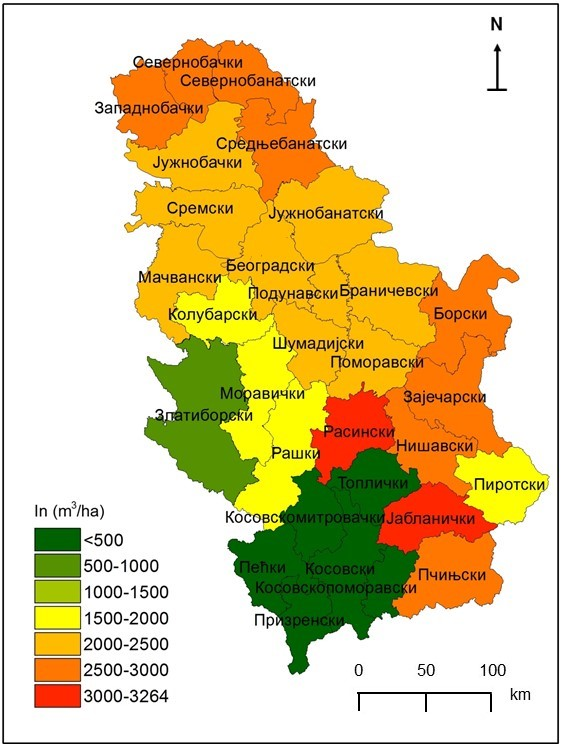 N
Севернобачки
Севернобанатски
Западнобачки
Средњебанатски
Јужнобачки
Сремски
Јужнобанатски
Београдски
Мачвански
Подунавски
Браничевски
Колубарски
Борски
Шумадијски
Поморавски
Моравички
Зајечарски
Златиборски
Расински
Нишавски
Рашки
Топлички
Пиротски
Косовскомитровачки
Јабланички
Пећки
Косовски
Пчињски
Косовскопоморавски
Призренски
In (m³/ha)
<500
500-1000
1000-1500
1500-2000
2000-2500
2500-3000
3000-3264
0 50 100
km